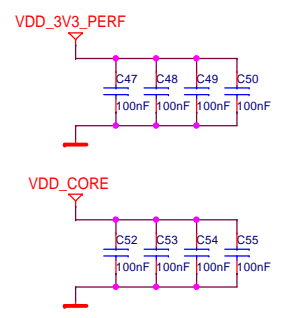 VDD_3V3_PERF
C47 C48 C49 C50
100nF 100nF 100nF 100nF
VDD_CORE
C52 C53 C54 C55
100nF 100nF 100nF 100nF